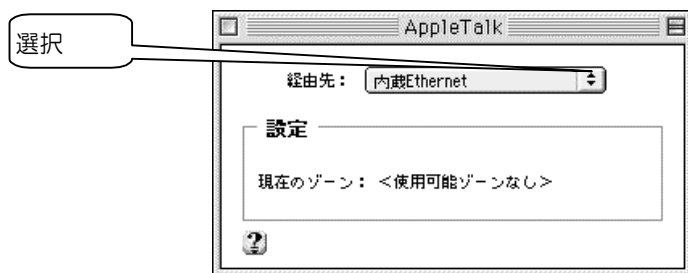 選択
AppleTalk
経由先： 内蔵Ethernet
設定
現在のゾーン： ＜使用可能ゾーンなし＞
?